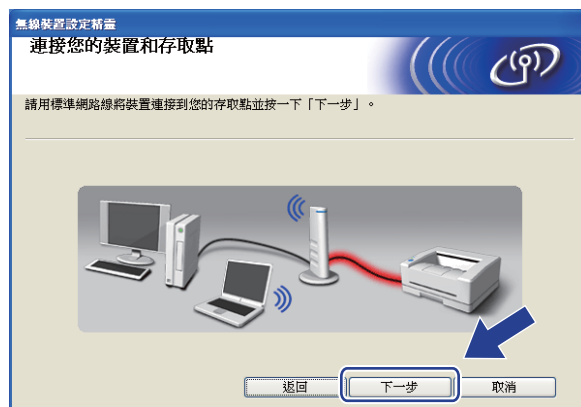 無線裝置設定精靈
連接您的裝置和存取點
請用標準網路線將裝置連接到您的存取點並按一下「下一步」。
返回
下一步
取消